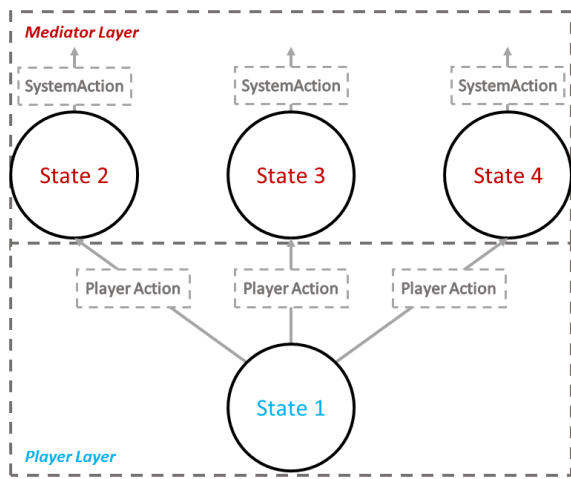 Mediator Layer
SystemAction SystemAction SystemAction
State 2 State 3 State 4
Player Action Player Action Player Action
State 1
Player Layer